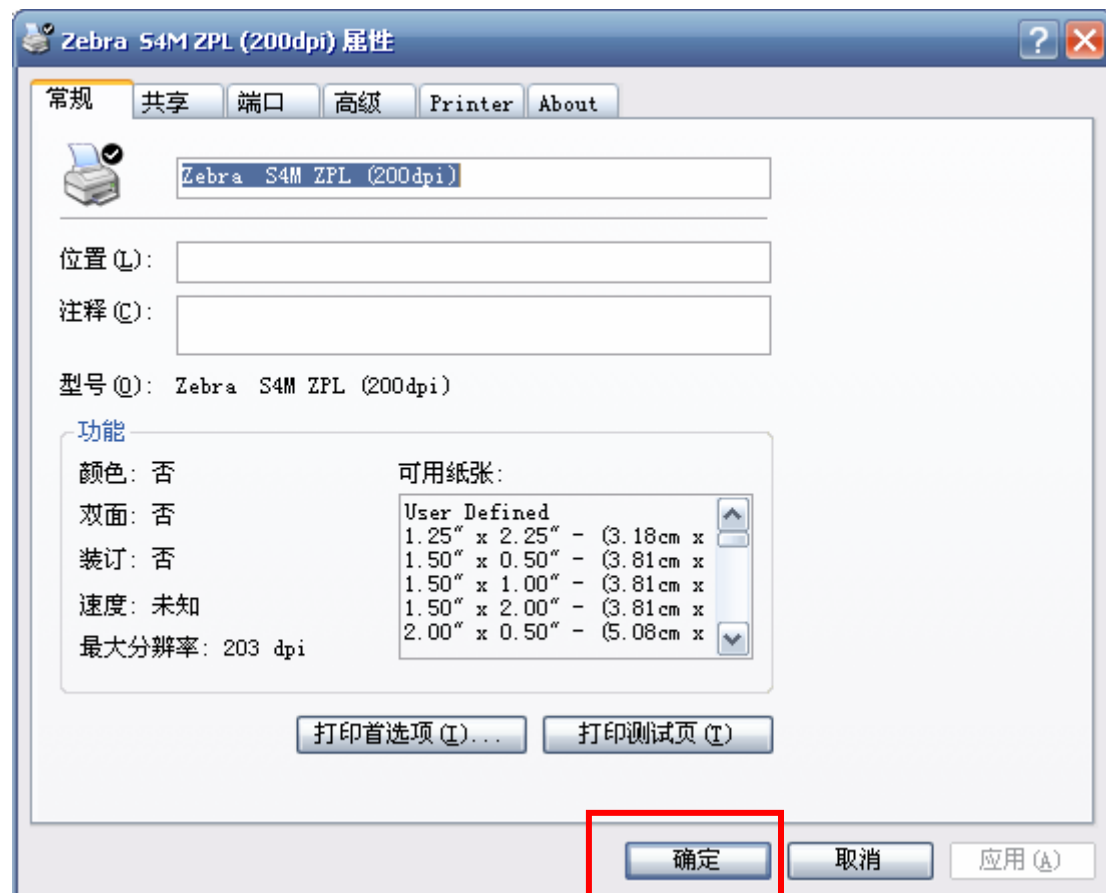 Zebra  S4M ZPL (200dpi) 属性
常规 共享 端口 高级 Printer About
Zebra  S4M ZPL (200dpi)
位置(L):
注释(C):
型号(O): Zebra  S4M ZPL (200dpi)
功能
颜色: 否 可用纸张:
双面: 否
装订: 否
速度: 未知
最大分辨率: 203 dpi
User Defined
1.25" x 2.25" - (3.18cm x
1.50" x 0.50" - (3.81cm x
1.50" x 1.00" - (3.81cm x
1.50" x 2.00" - (3.81cm x
2.00" x 0.50" - (5.08cm x
打印首选项(I)... 打印测试页(T)
确定 取消 应用(A)